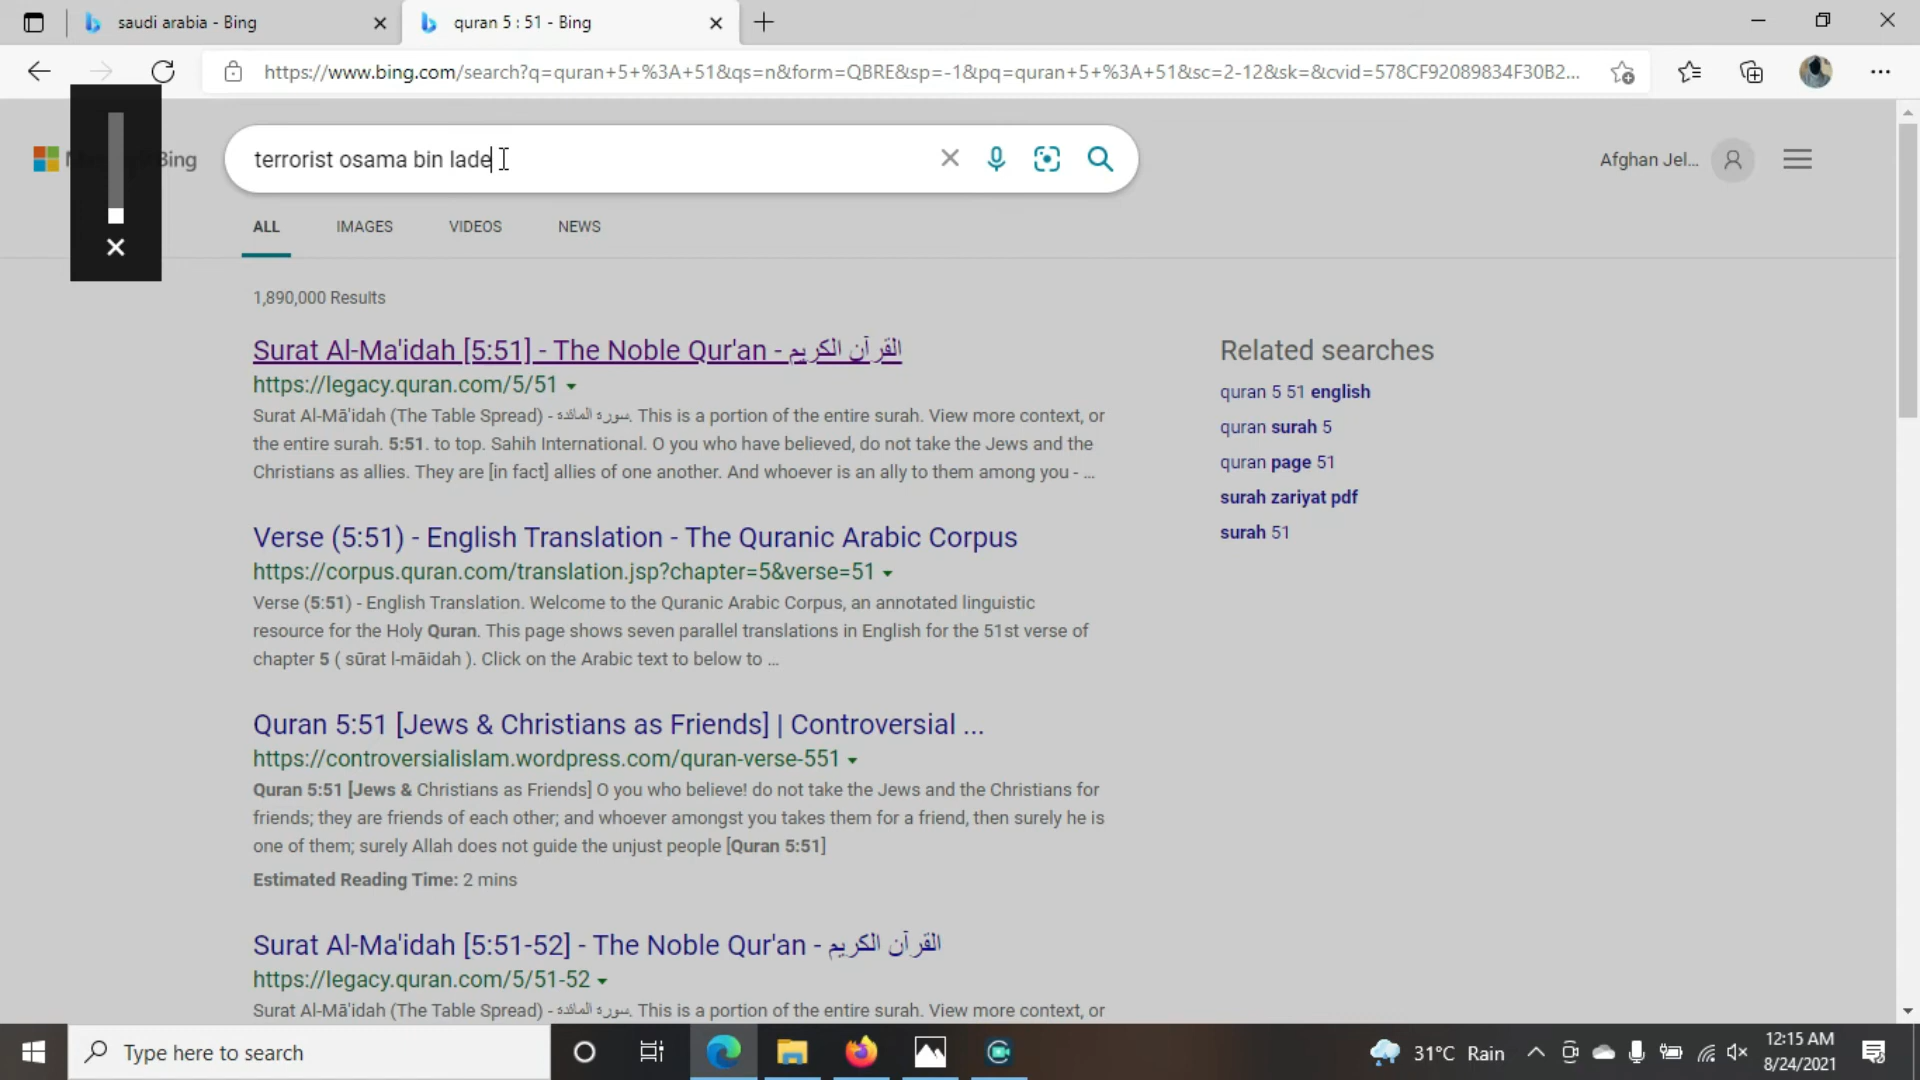 saudi arabia - Bing
quran 5 : 51 - Bing
https://www.bing.com/search?q=quran+5+%3A+51&qs=n&form=QBRE&sp=-1&pq=quran+5+%3A+51&sc=2-12&sk=&cvid=578CF92089834F30B2...
Bing
terrorist osama bin lade
Afghan Jel...
ALL IMAGES VIDEOS NEWS
1,890,000 Results
Surat Al-Ma'idah [5:51] - The Noble Qur'an - القرآن الكريم
https://legacy.quran.com/5/51
Surat Al-Mā'idah (The Table Spread) - سورة المائدة. This is a portion of the entire surah. View more context, or
the entire surah. 5:51. to top. Sahih International. O you who have believed, do not take the Jews and the
Christians as allies. They are [in fact] allies of one another. And whoever is an ally to them among you - ...
Verse (5:51) - English Translation - The Quranic Arabic Corpus
https://corpus.quran.com/translation.jsp?chapter=5&verse=51
Verse (5:51) - English Translation. Welcome to the Quranic Arabic Corpus, an annotated linguistic
resource for the Holy Quran. This page shows seven parallel translations in English for the 51st verse of
chapter 5 ( sūrat l-māidah ). Click on the Arabic text to below to ...
Quran 5:51 [Jews & Christians as Friends] | Controversial ...
https://controversialislam.wordpress.com/quran-verse-551
Quran 5:51 [Jews & Christians as Friends] O you who believe! do not take the Jews and the Christians for
friends; they are friends of each other; and whoever amongst you takes them for a friend, then surely he is
one of them; surely Allah does not guide the unjust people [Quran 5:51]
Estimated Reading Time: 2 mins
Surat Al-Ma'idah [5:51-52] - The Noble Qur'an - القرآن الكريم
https://legacy.quran.com/5/51-52
Surat Al-Mā'idah (The Table Spread) - سورة المائدة. This is a portion of the entire surah. View more context, or
Related searches
quran 5 51 english
quran surah 5
quran page 51
surah zariyat pdf
surah 51
Type here to search
31°C Rain
12:15 AM
8/24/2021